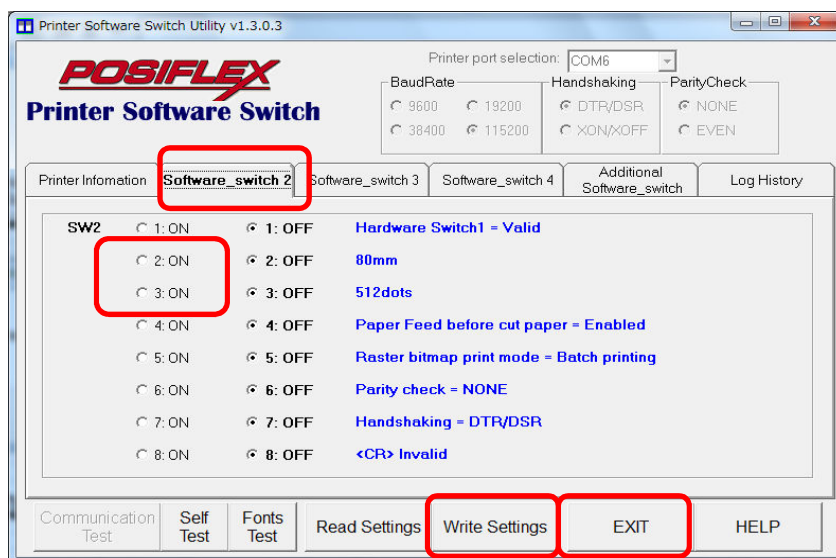 Printer Software Switch Utility v1.3.0.3
POSIFLEX
Printer Software Switch
Printer port selection: COM6
BaudRate
9600 19200
38400 115200
Handshaking
DTR/DSR
XON/XOFF
ParityCheck
NONE
EVEN
Printer Infomation Software_switch 2 Software_switch 3 Software_switch 4 Additional Software_switch Log History
SW2 1: ON 1: OFF Hardware Switch1 = Valid
2: ON 2: OFF 80mm
3: ON 3: OFF 512dots
4: ON 4: OFF Paper Feed before cut paper = Enabled
5: ON 5: OFF Raster bitmap print mode = Batch printing
6: ON 6: OFF Parity check = NONE
7: ON 7: OFF Handshaking = DTR/DSR
8: ON 8: OFF <CR> Invalid
Communication Test Self Test Fonts Test Read Settings Write Settings EXIT HELP